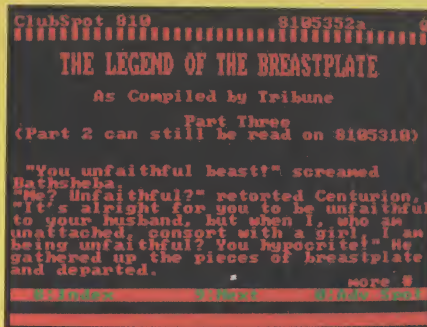 ClubSpot 810 8105352a
THE LEGEND OF THE BREASTPLATE
As Compiled by Tribune
Part Three
(Part 2 can still be read on 8105310)
"You unfaithful beast!" screamed
Bathsheba.
"Me? Unfaithful?" retorted Centurion,
"It's alright for you to be unfaithful
to your husband, but when I, who am
unattached, consort with a girl, I am
being unfaithful? You hypocrite!" He
gathered up the pieces of breastplate
and departed.
more #